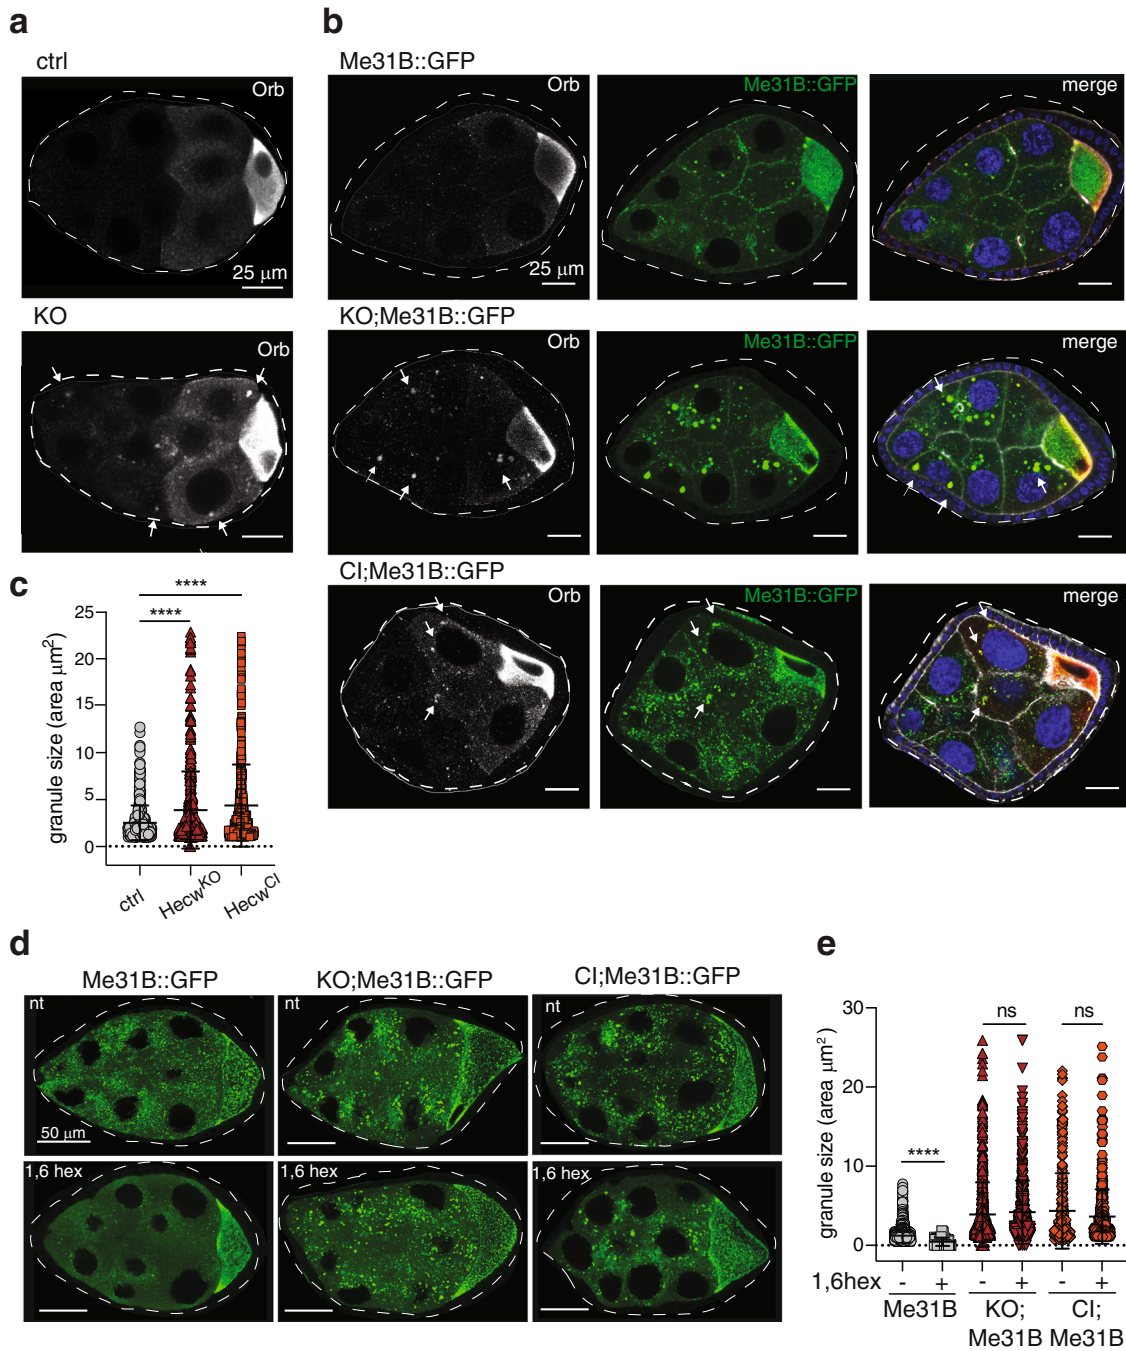 a
ctrl
Orb
25 μm
KO
Orb
b
Me31B::GFP
Orb
25 μm
Me31B::GFP
merge
KO;Me31B::GFP
Orb
Me31B::GFP
merge
CI;Me31B::GFP
Orb
Me31B::GFP
merge
c
****
****
granule size (area μm²)
25
20
15
10
5
0
ctrl
Hecw^KO
Hecw^CI
d
Me31B::GFP
KO;Me31B::GFP
CI;Me31B::GFP
nt
nt
nt
50 μm
1,6 hex
1,6 hex
1,6 hex
e
granule size (area μm²)
30
20
10
0
****
ns
ns
1,6hex - + - + - +
Me31B KO; CI;
Me31B Me31B